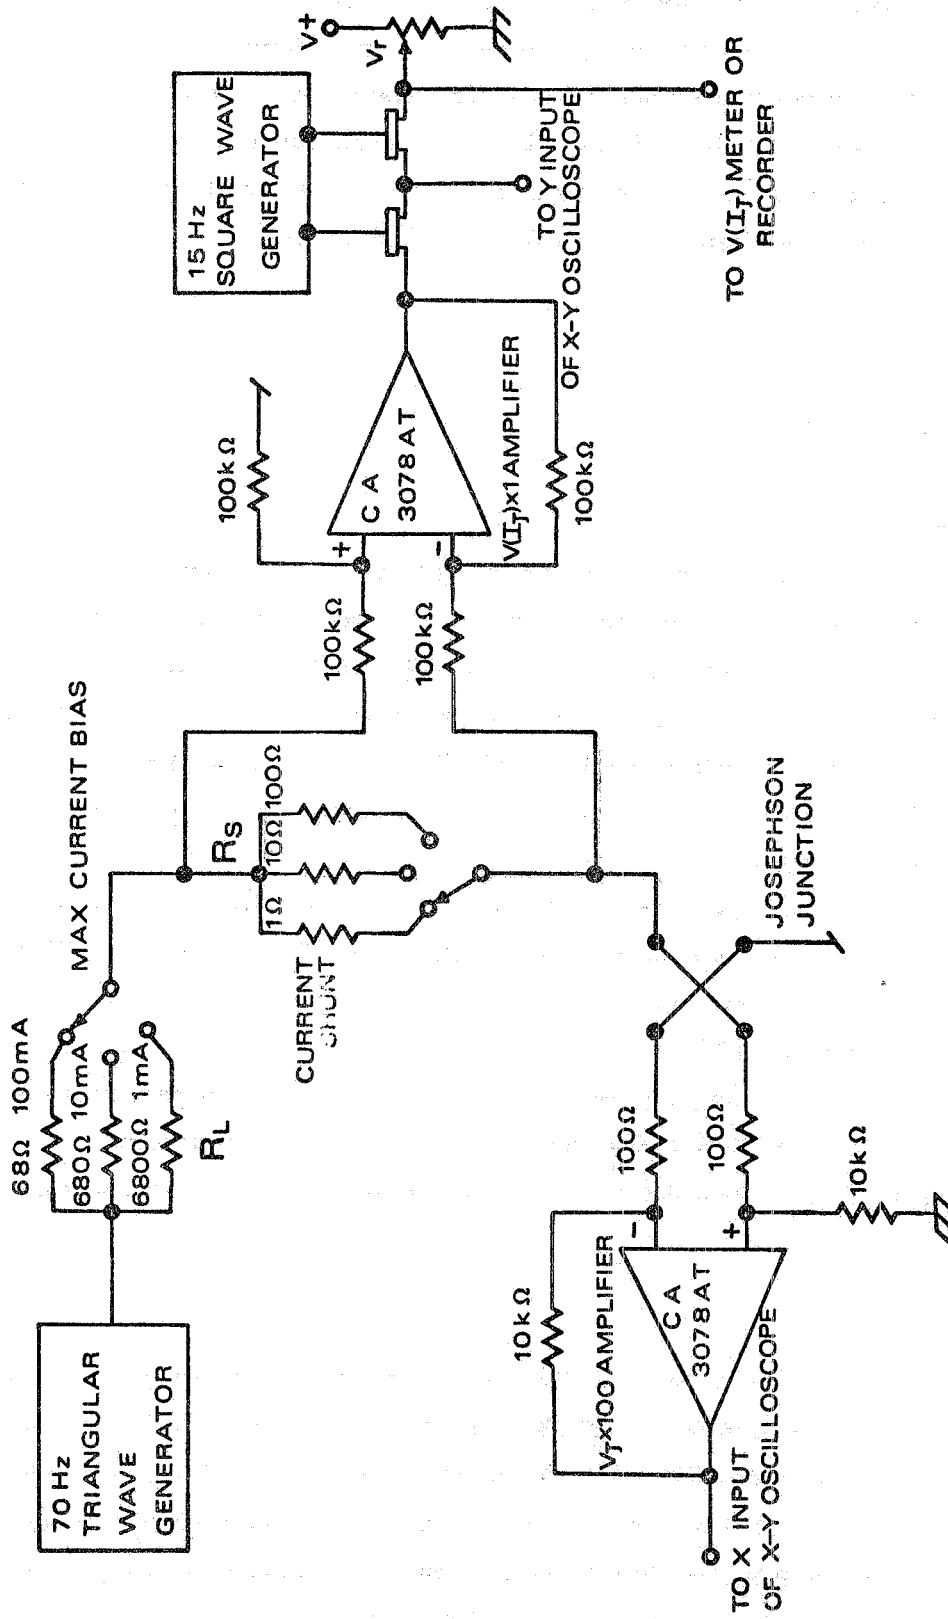 70 Hz
TRIANGULAR
WAVE
GENERATOR
68Ω 100mA
680Ω 10mA
6800Ω 1mA
RL
MAX CURRENT BIAS
RS
1Ω
10Ω
100Ω
CURRENT
SHUNT
100kΩ
100kΩ
100kΩ
+
-
CA
3078AT
V(IJ)x1 AMPLIFIER
100kΩ
15 Hz
SQUARE WAVE
GENERATOR
V+
Vr
TO Y INPUT
OF X-Y OSCILLOSCOPE
TO V(IJ) METER OR
RECORDER
JOSEPHSON
JUNCTION
100Ω
100Ω
10kΩ
10kΩ
-
+
CA
3078AT
VJx100 AMPLIFIER
TO X INPUT
OF X-Y OSCILLOSCOPE